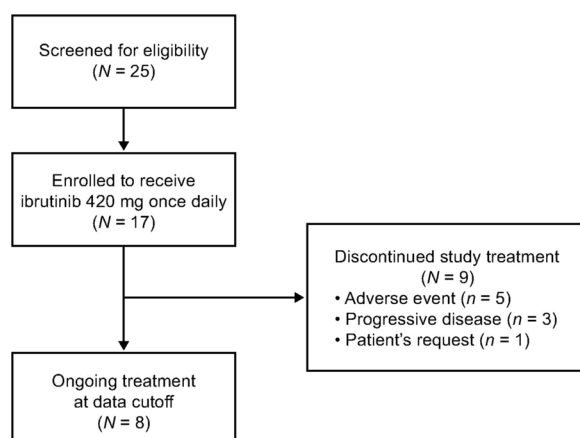 Screened for eligibility
(N = 25)
Enrolled to receive
ibrutinib 420 mg once daily
(N = 17)
Discontinued study treatment
(N = 9)
• Adverse event (n = 5)
• Progressive disease (n = 3)
• Patient's request (n = 1)
Ongoing treatment
at data cutoff
(N = 8)